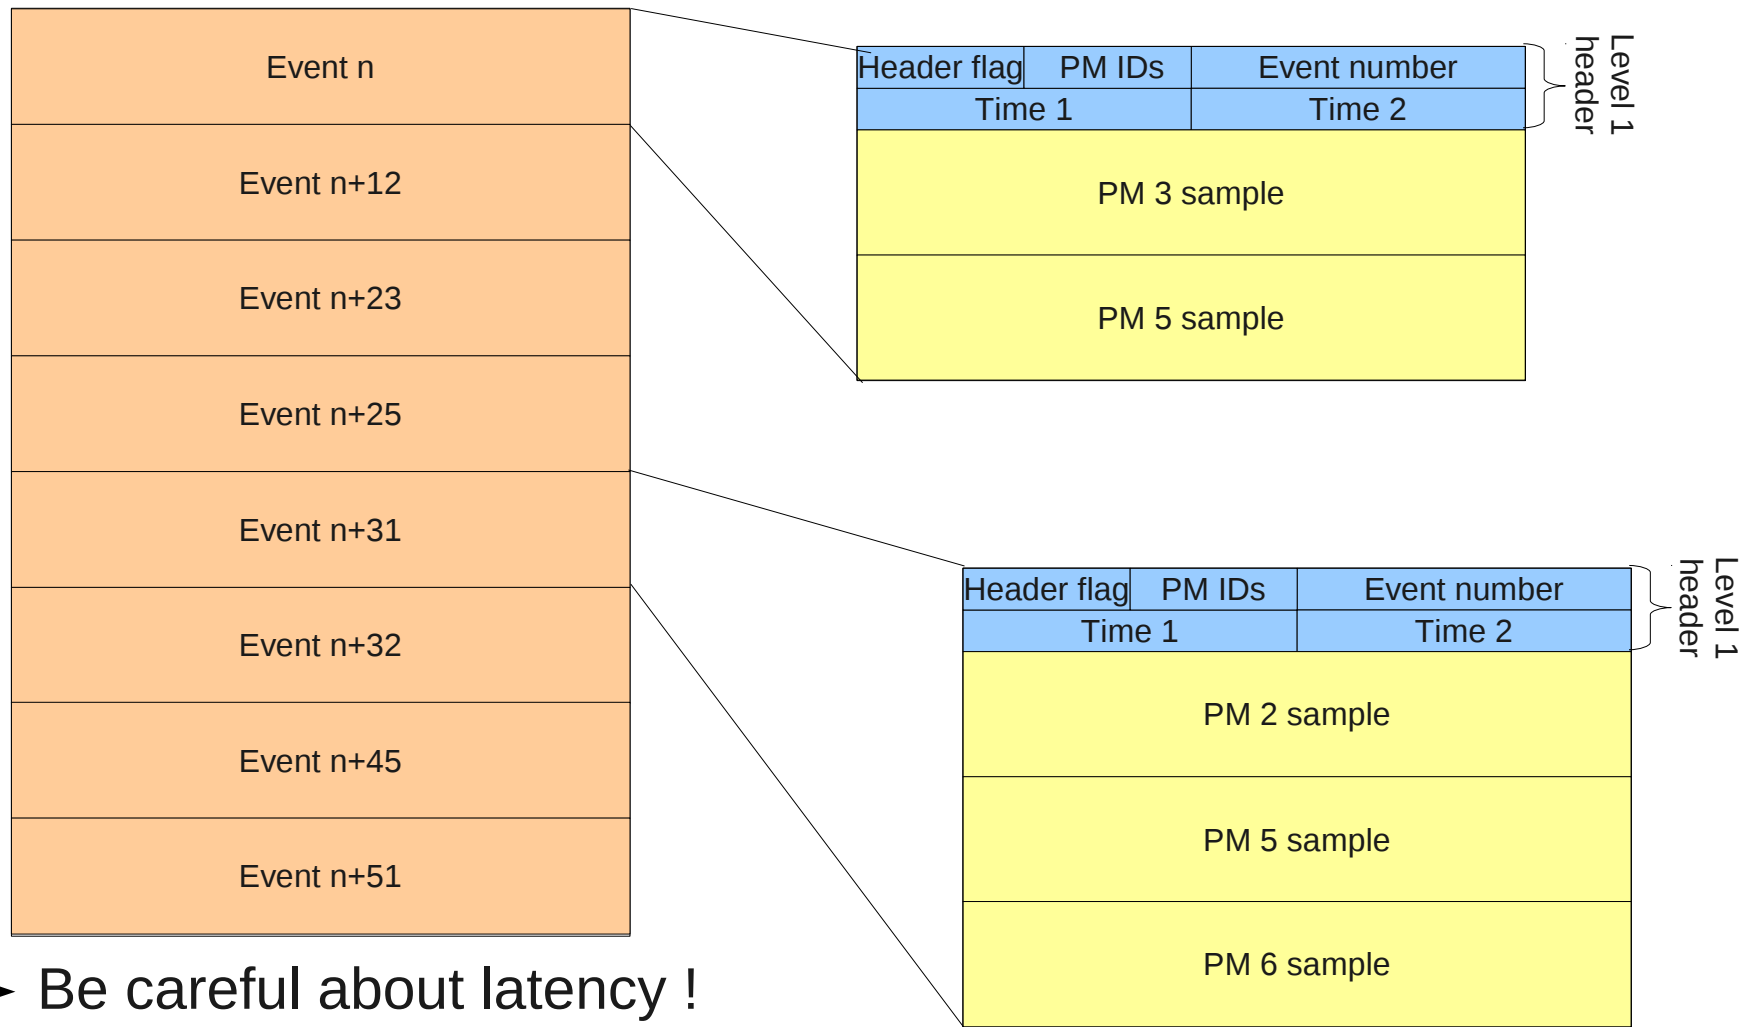 Event n
Event n+12
Event n+23
Event n+25
Event n+31
Event n+32
Event n+45
Event n+51
Header flag PM IDs Event number
Time 1 Time 2
PM 3 sample
PM 5 sample
Level 1
header
Header flag PM IDs Event number
Time 1 Time 2
PM 2 sample
PM 5 sample
PM 6 sample
Level 1
header
Be careful about latency !